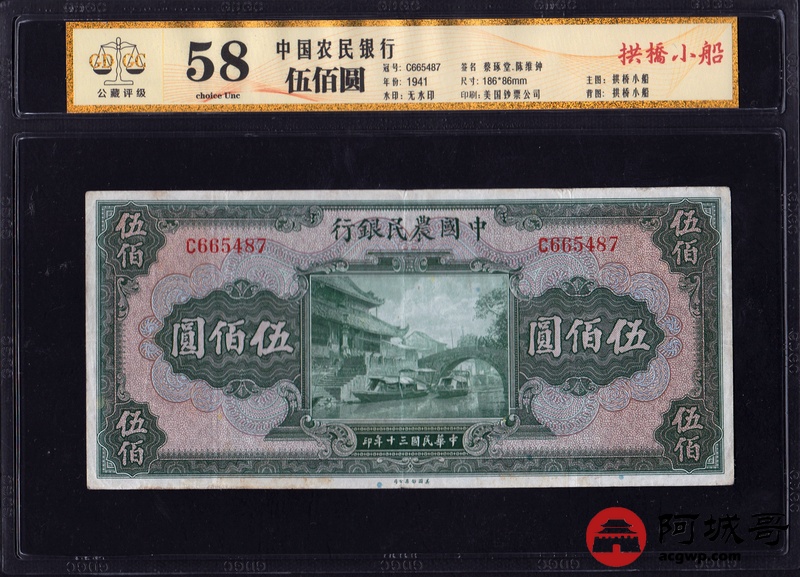 GD CC
公藏评级
58
choice Unc
中国农民银行
伍佰圆
冠号: C665487
年份: 1941
水印: 无水印
签名 蔡琢堂.陈维钟
尺寸: 186*86mm
印刷: 美国钞票公司
主图: 拱桥小船
背图: 拱桥小船
拱橋小船
伍佰
行銀民農國中
伍佰
C665487
C665487
圓佰伍
圓佰伍
伍佰
印年十三國民華中
伍佰
阿城哥
acgwp.com